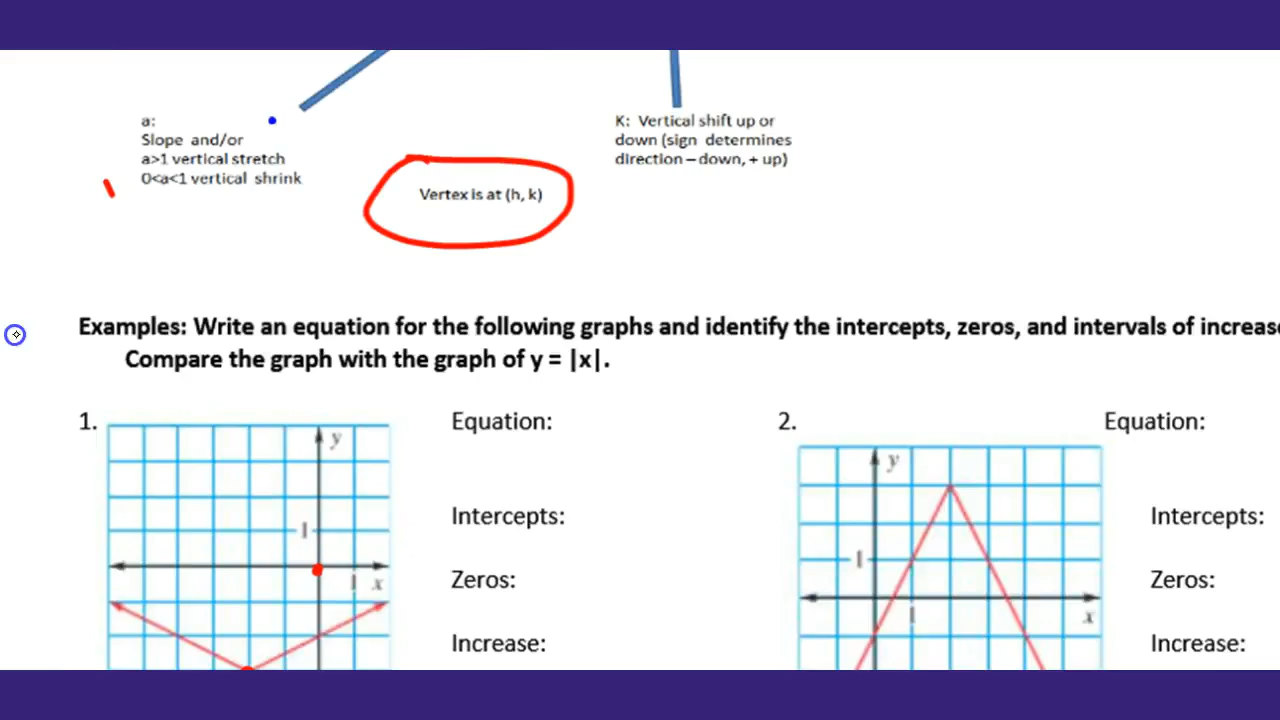 a:
Slope and/or
a>1 vertical stretch
0<a<1 vertical shrink
Vertex is at (h, k)
K: Vertical shift up or
down (sign determines
direction – down, + up)
Examples: Write an equation for the following graphs and identify the intercepts, zeros, and intervals of increase
Compare the graph with the graph of y = |x|.
1.
y
1
1
x
Equation:
Intercepts:
Zeros:
Increase:
2.
y
1
1
x
Equation:
Intercepts:
Zeros:
Increase: